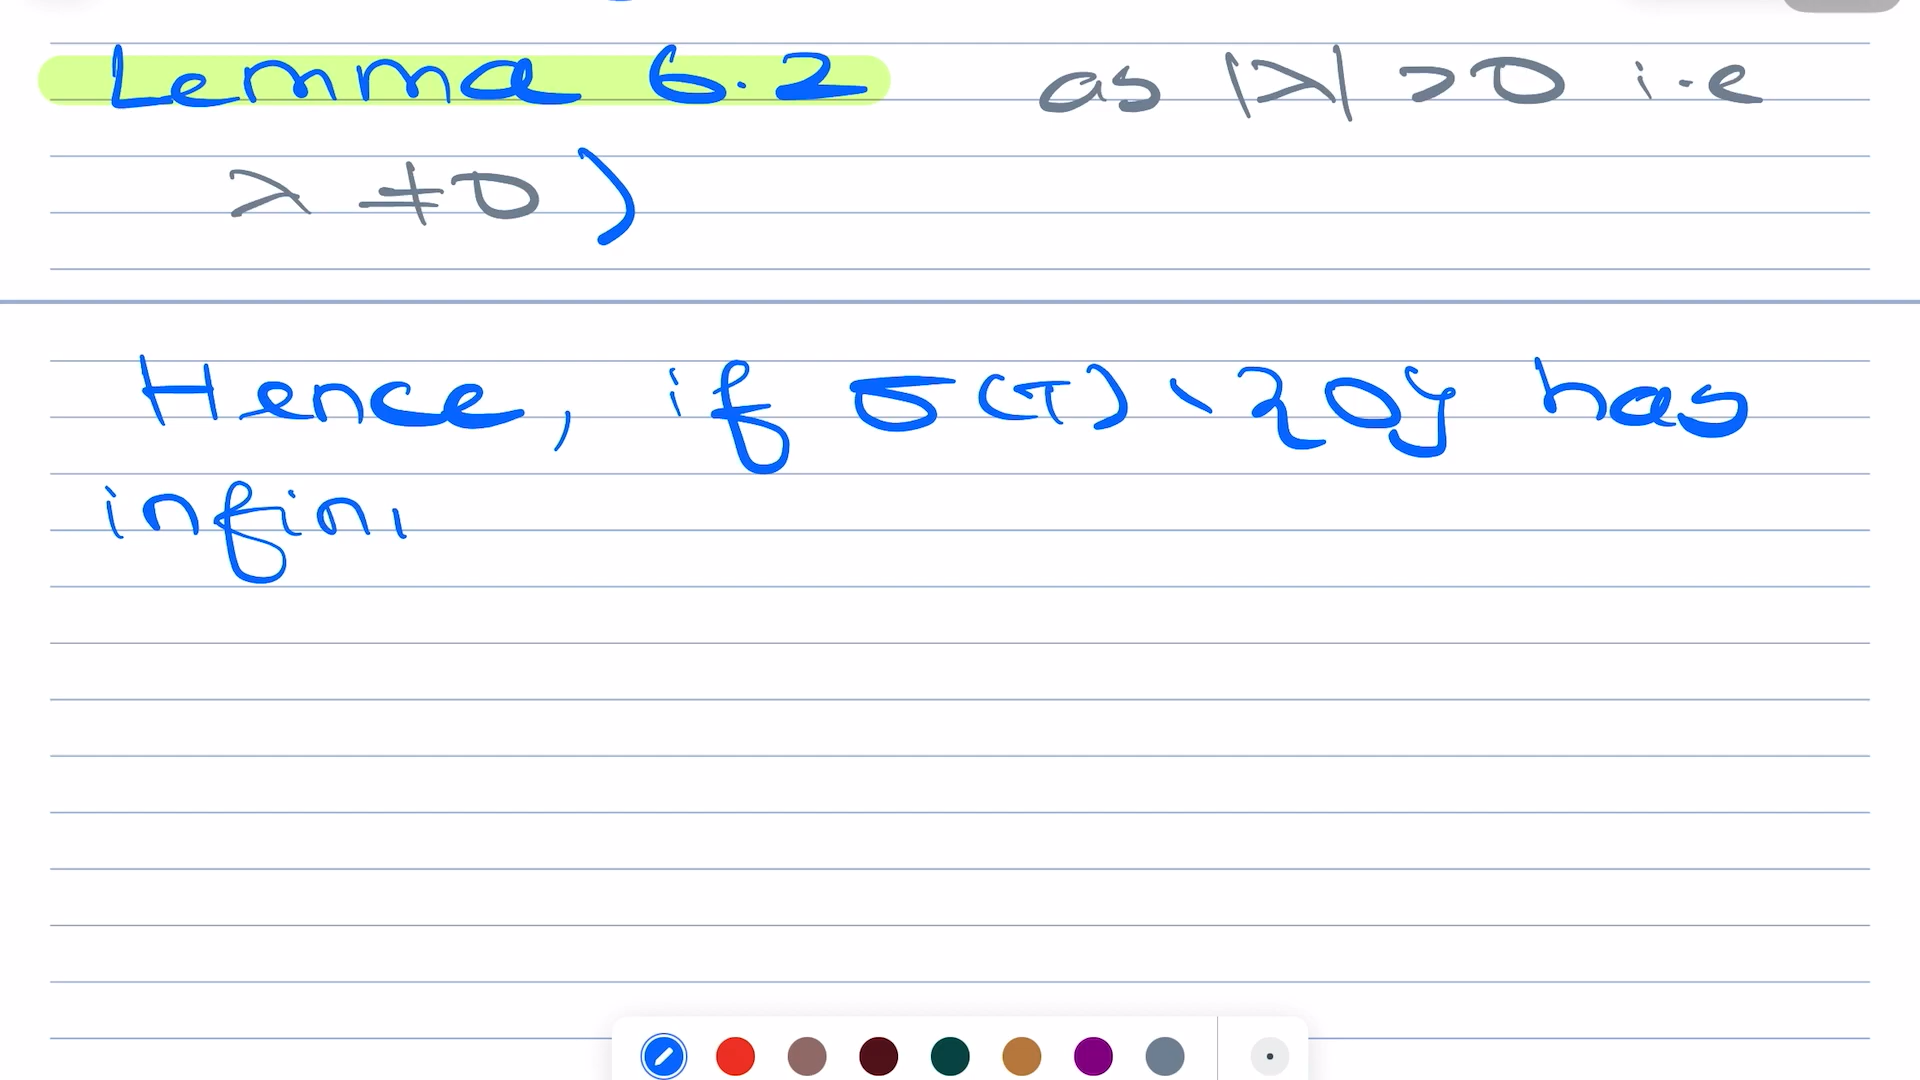 Lemma 6.2 as |λ| >0 i.e
λ ≠0 )
Hence, if σ(T) \ {0} has
infini